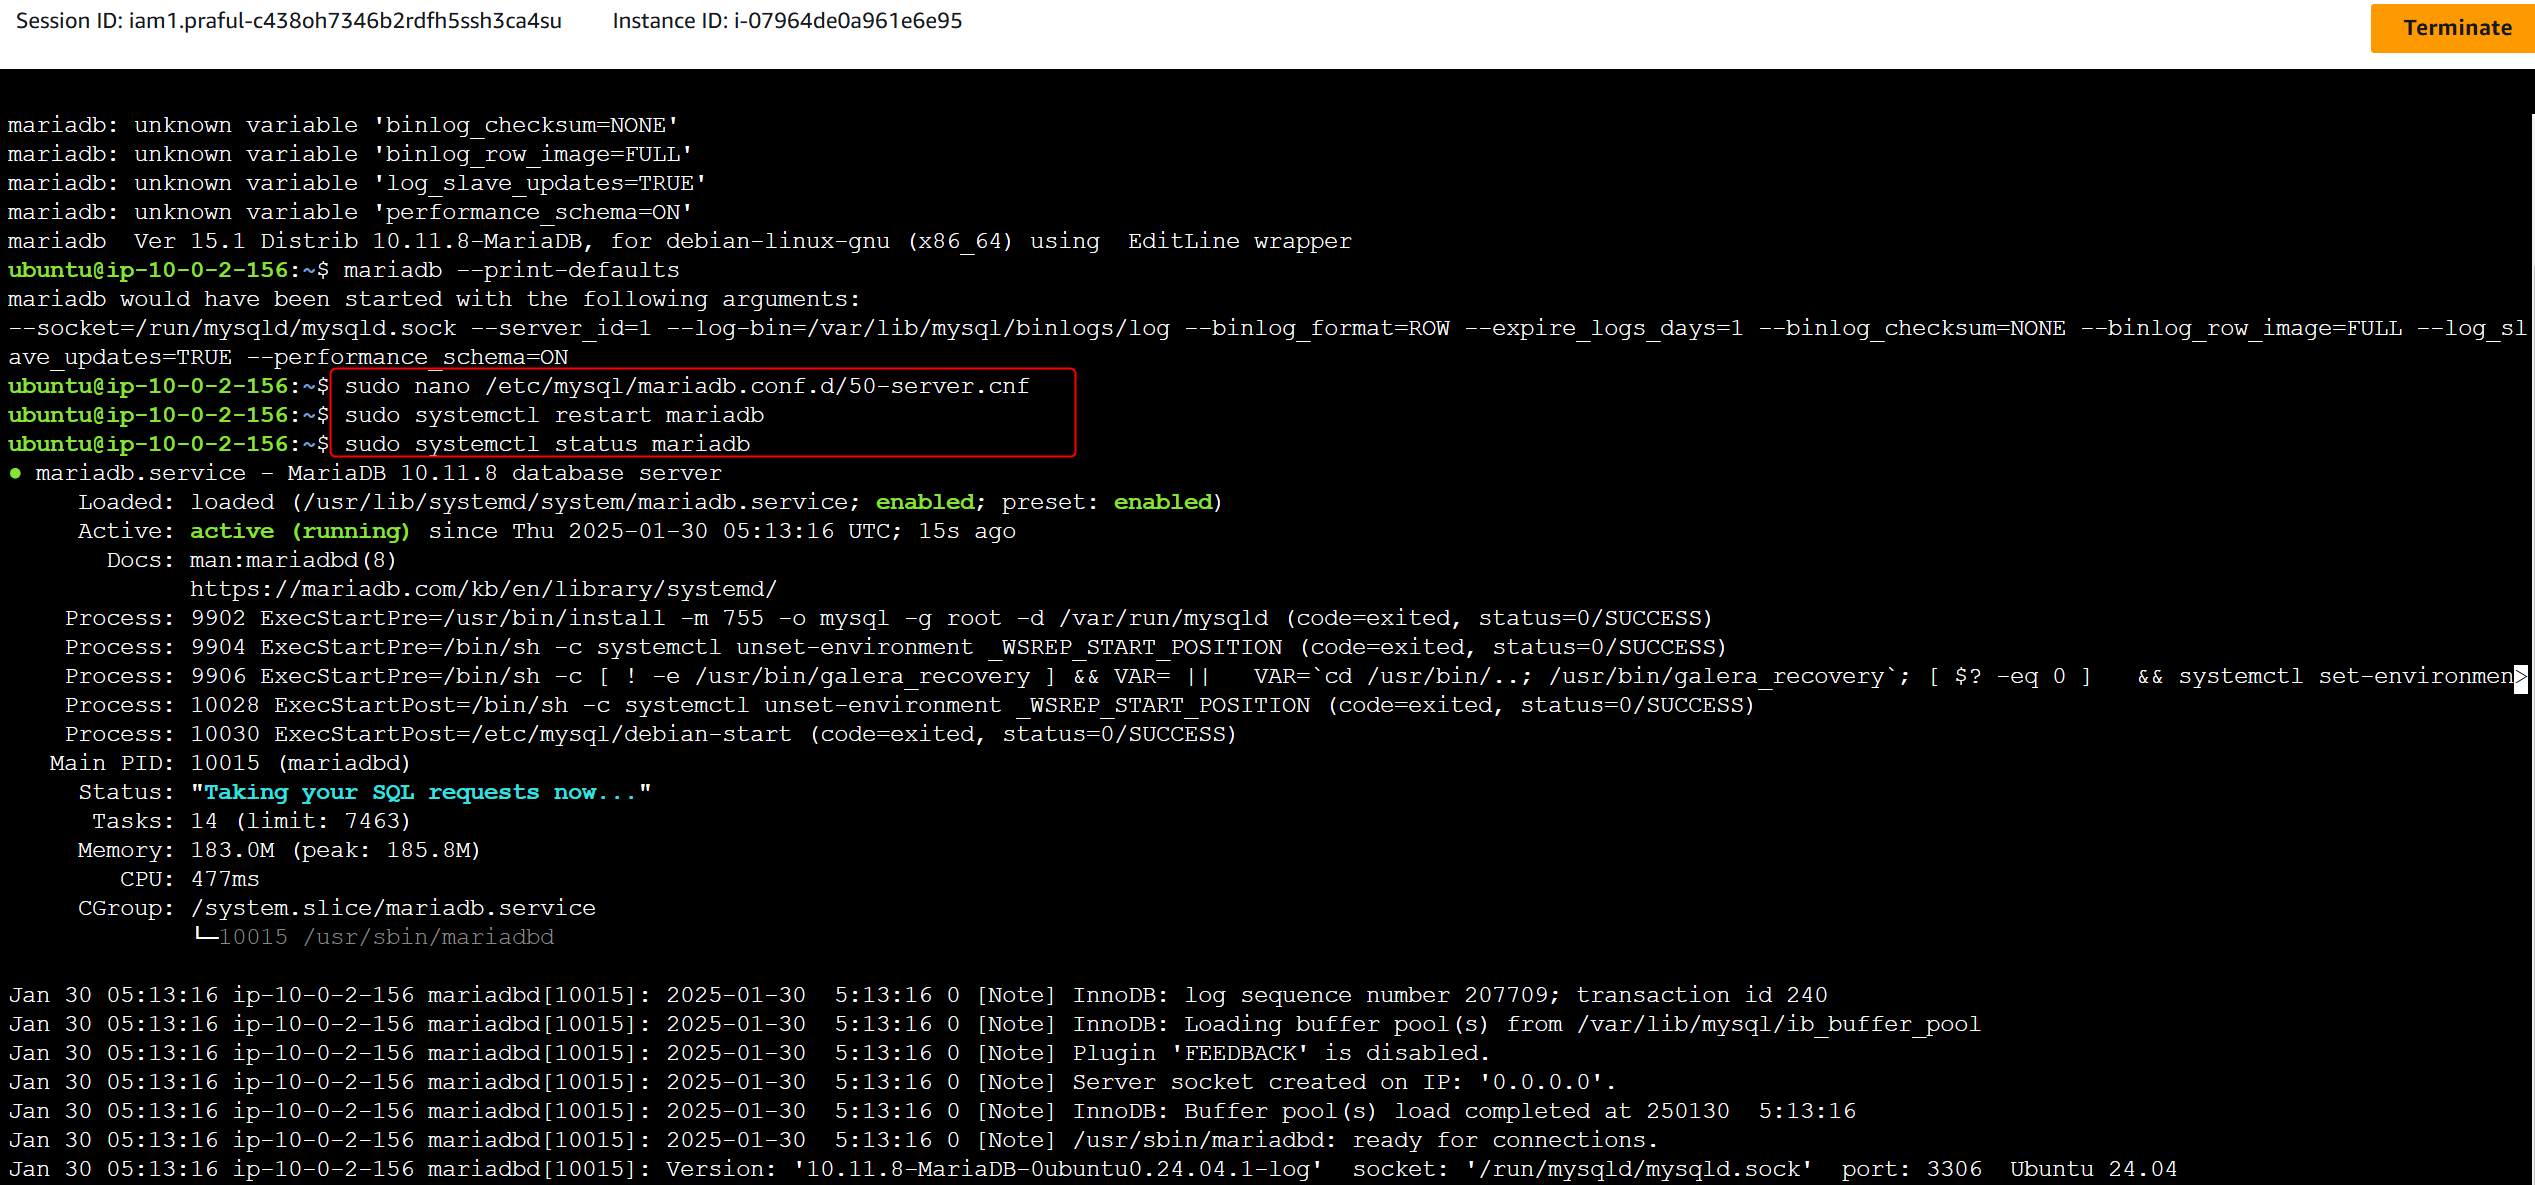 Session ID: iam1.praful-c438oh7346b2rdfh5ssh3ca4su Instance ID: i-07964de0a961e6e95 Terminate
mariadb: unknown variable 'binlog_checksum=NONE'
mariadb: unknown variable 'binlog_row_image=FULL'
mariadb: unknown variable 'log_slave_updates=TRUE'
mariadb: unknown variable 'performance_schema=ON'
mariadb  Ver 15.1 Distrib 10.11.8-MariaDB, for debian-linux-gnu (x86_64) using  EditLine wrapper
ubuntu@ip-10-0-2-156:~$ mariadb --print-defaults
mariadb would have been started with the following arguments:
--socket=/run/mysqld/mysqld.sock --server_id=1 --log-bin=/var/lib/mysql/binlogs/log --binlog_format=ROW --expire_logs_days=1 --binlog_checksum=NONE --binlog_row_image=FULL --log_sl
ave_updates=TRUE --performance_schema=ON
ubuntu@ip-10-0-2-156:~$ sudo nano /etc/mysql/mariadb.conf.d/50-server.cnf
ubuntu@ip-10-0-2-156:~$ sudo systemctl restart mariadb
ubuntu@ip-10-0-2-156:~$ sudo systemctl status mariadb
● mariadb.service - MariaDB 10.11.8 database server
Loaded: loaded (/usr/lib/systemd/system/mariadb.service; enabled; preset: enabled)
Active: active (running) since Thu 2025-01-30 05:13:16 UTC; 15s ago
Docs: man:mariadbd(8)
https://mariadb.com/kb/en/library/systemd/
Process: 9902 ExecStartPre=/usr/bin/install -m 755 -o mysql -g root -d /var/run/mysqld (code=exited, status=0/SUCCESS)
Process: 9904 ExecStartPre=/bin/sh -c systemctl unset-environment _WSREP_START_POSITION (code=exited, status=0/SUCCESS)
Process: 9906 ExecStartPre=/bin/sh -c [ ! -e /usr/bin/galera_recovery ] && VAR= ||   VAR=`cd /usr/bin/..; /usr/bin/galera_recovery`; [ $? -eq 0 ]   && systemctl set-environmen>
Process: 10028 ExecStartPost=/bin/sh -c systemctl unset-environment _WSREP_START_POSITION (code=exited, status=0/SUCCESS)
Process: 10030 ExecStartPost=/etc/mysql/debian-start (code=exited, status=0/SUCCESS)
Main PID: 10015 (mariadbd)
Status: "Taking your SQL requests now..."
Tasks: 14 (limit: 7463)
Memory: 183.0M (peak: 185.8M)
CPU: 477ms
CGroup: /system.slice/mariadb.service
└─10015 /usr/sbin/mariadbd
Jan 30 05:13:16 ip-10-0-2-156 mariadbd[10015]: 2025-01-30  5:13:16 0 [Note] InnoDB: log sequence number 207709; transaction id 240
Jan 30 05:13:16 ip-10-0-2-156 mariadbd[10015]: 2025-01-30  5:13:16 0 [Note] InnoDB: Loading buffer pool(s) from /var/lib/mysql/ib_buffer_pool
Jan 30 05:13:16 ip-10-0-2-156 mariadbd[10015]: 2025-01-30  5:13:16 0 [Note] Plugin 'FEEDBACK' is disabled.
Jan 30 05:13:16 ip-10-0-2-156 mariadbd[10015]: 2025-01-30  5:13:16 0 [Note] Server socket created on IP: '0.0.0.0'.
Jan 30 05:13:16 ip-10-0-2-156 mariadbd[10015]: 2025-01-30  5:13:16 0 [Note] InnoDB: Buffer pool(s) load completed at 250130  5:13:16
Jan 30 05:13:16 ip-10-0-2-156 mariadbd[10015]: 2025-01-30  5:13:16 0 [Note] /usr/sbin/mariadbd: ready for connections.
Jan 30 05:13:16 ip-10-0-2-156 mariadbd[10015]: Version: '10.11.8-MariaDB-0ubuntu0.24.04.1-log'  socket: '/run/mysqld/mysqld.sock'  port: 3306  Ubuntu 24.04